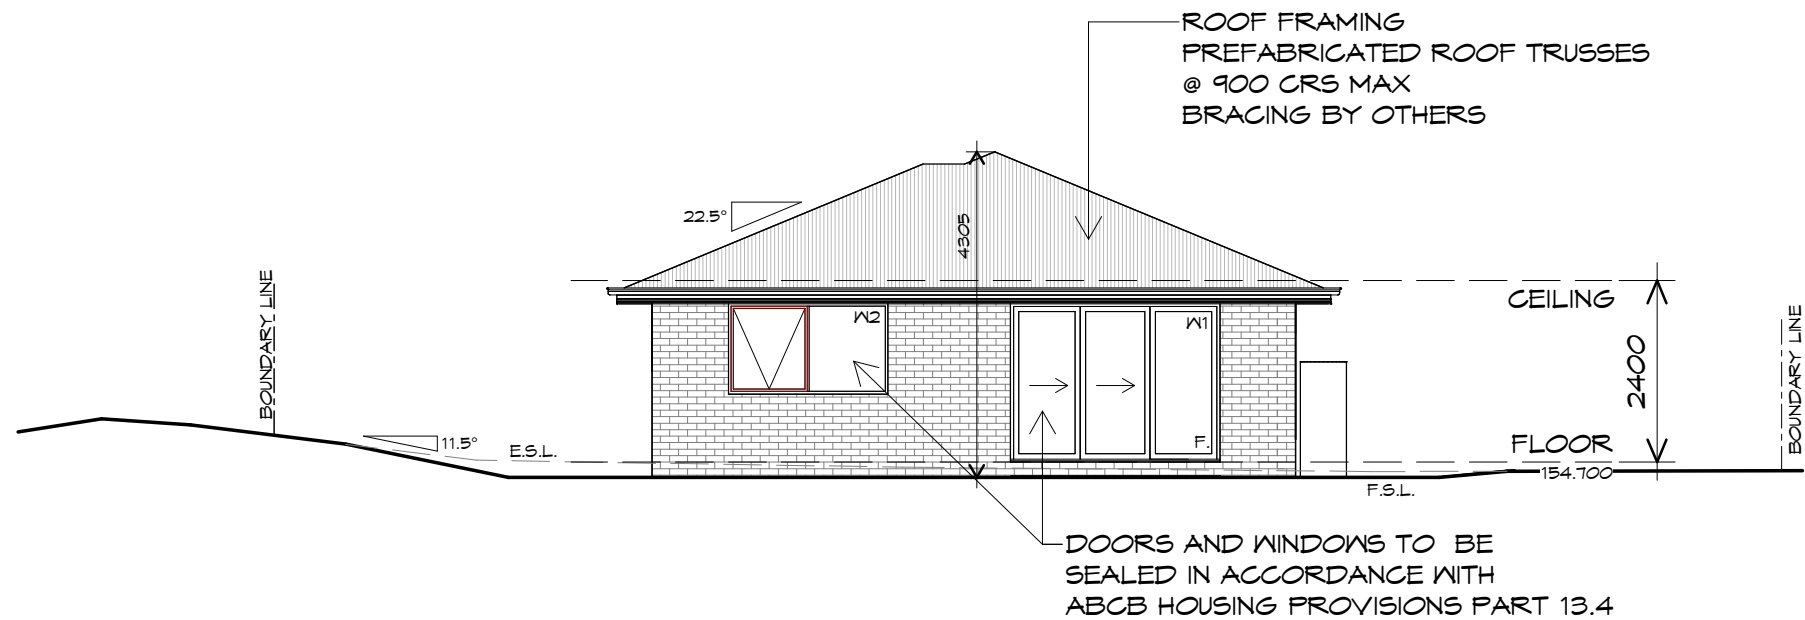 ROOF FRAMING
PREFABRICATED ROOF TRUSSES
@ 900 CRS MAX
BRACING BY OTHERS
22.5°
4305
BOUNDARY LINE
CEILING
BOUNDARY LINE
W2
W1
2400
11.5°
E.S.L.
F.
FLOOR
154.700
F.S.L.
DOORS AND WINDOWS TO BE
SEALED IN ACCORDANCE WITH
ABCB HOUSING PROVISIONS PART 13.4